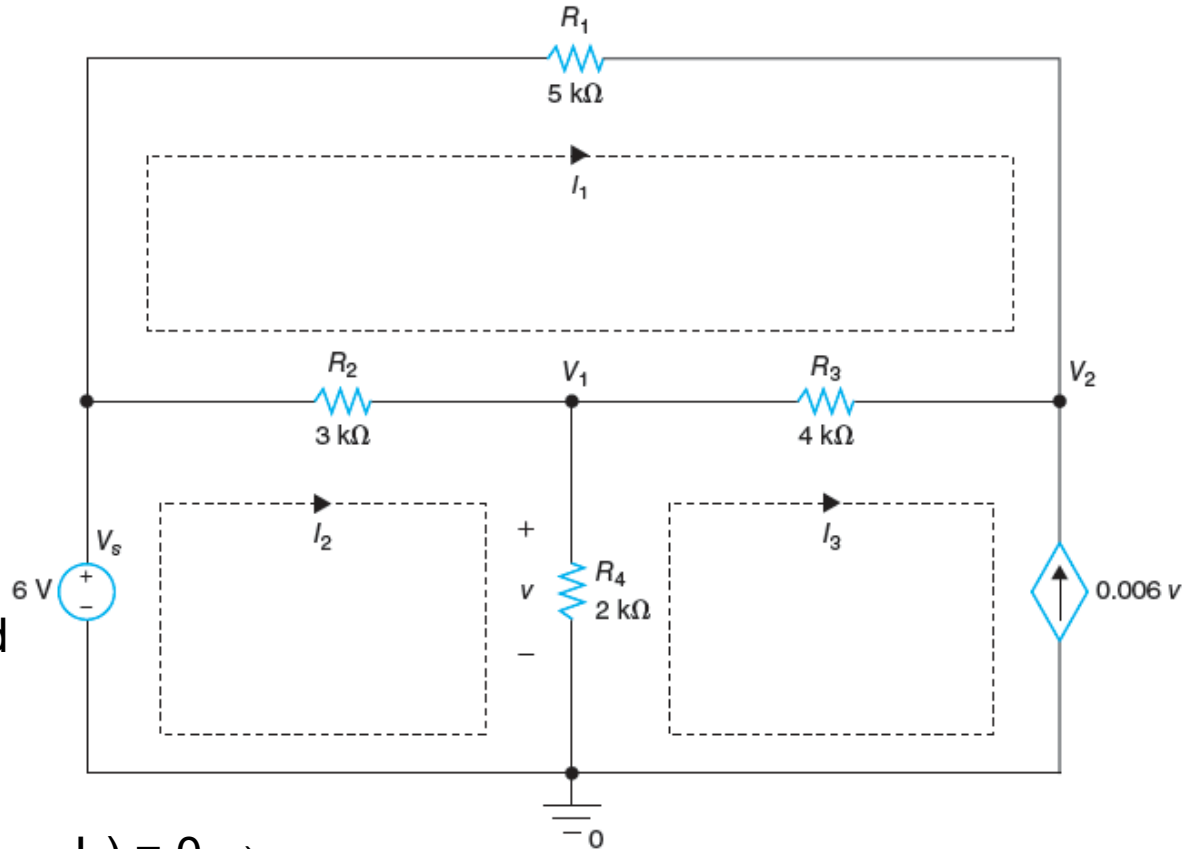 R₁
5 kΩ
I₁
R₂
V₁
R₃
V₂
3 kΩ
4 kΩ
Vₛ
I₂
I₃
+
6 V
+
−
v
R₄
2 kΩ
0.006 v
d
−
0
) = 0